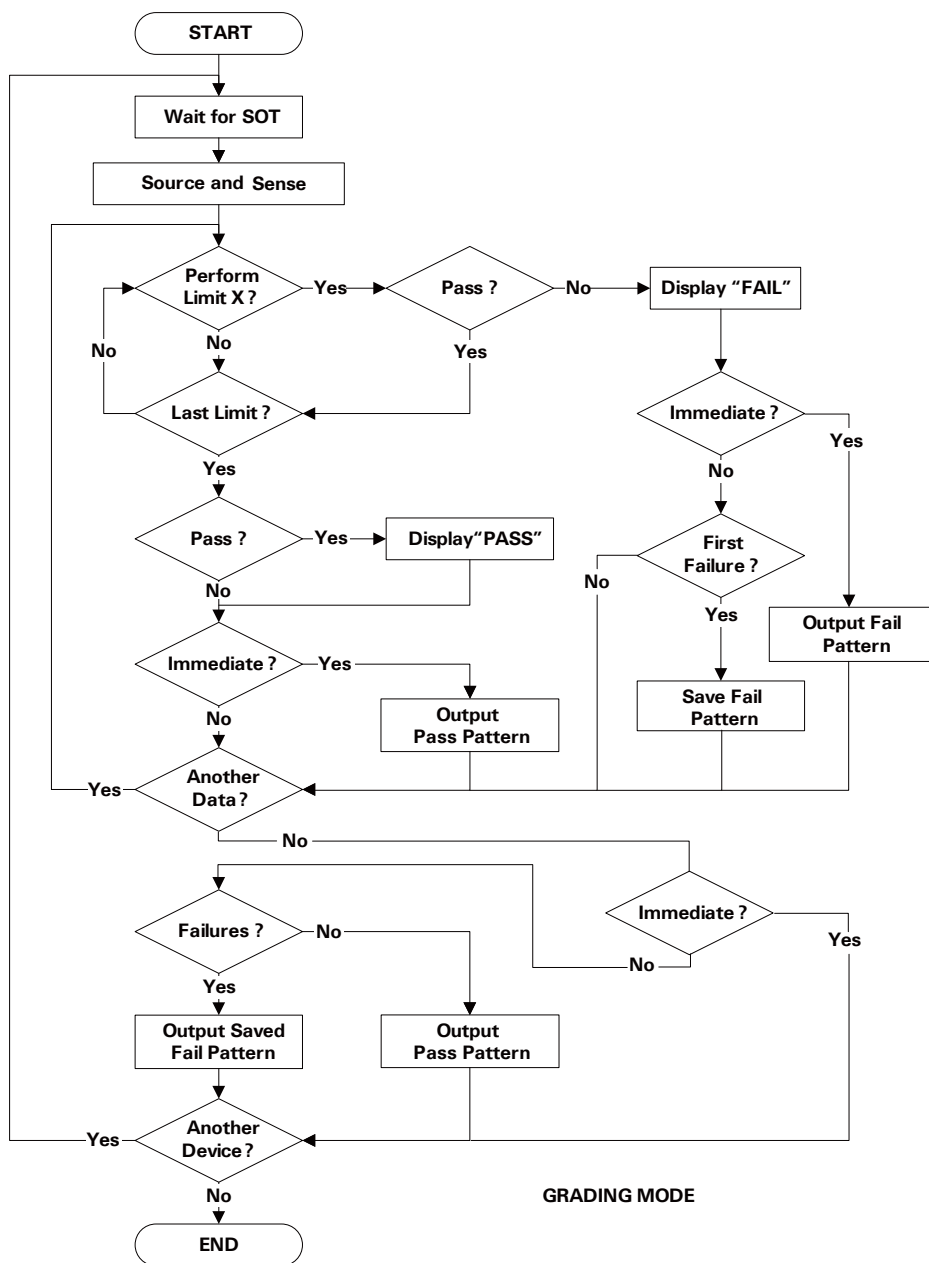 START
Wait for SOT
Source and Sense
Perform
Limit X ?
Yes
Pass ?
No
Display “FAIL”
No
No
Yes
Last Limit ?
Immediate ?
Yes
Yes
No
Pass ?
Yes
Display“PASS”
First
Failure ?
No
No
Yes
Output Fail
Pattern
Immediate ?
Yes
Output
Pass Pattern
Save Fail
Pattern
No
Yes
Another
Data ?
No
Immediate ?
Yes
No
Failures ?
No
Yes
Output Saved
Fail Pattern
Output
Pass Pattern
Yes
Another
Device ?
No
GRADING MODE
END